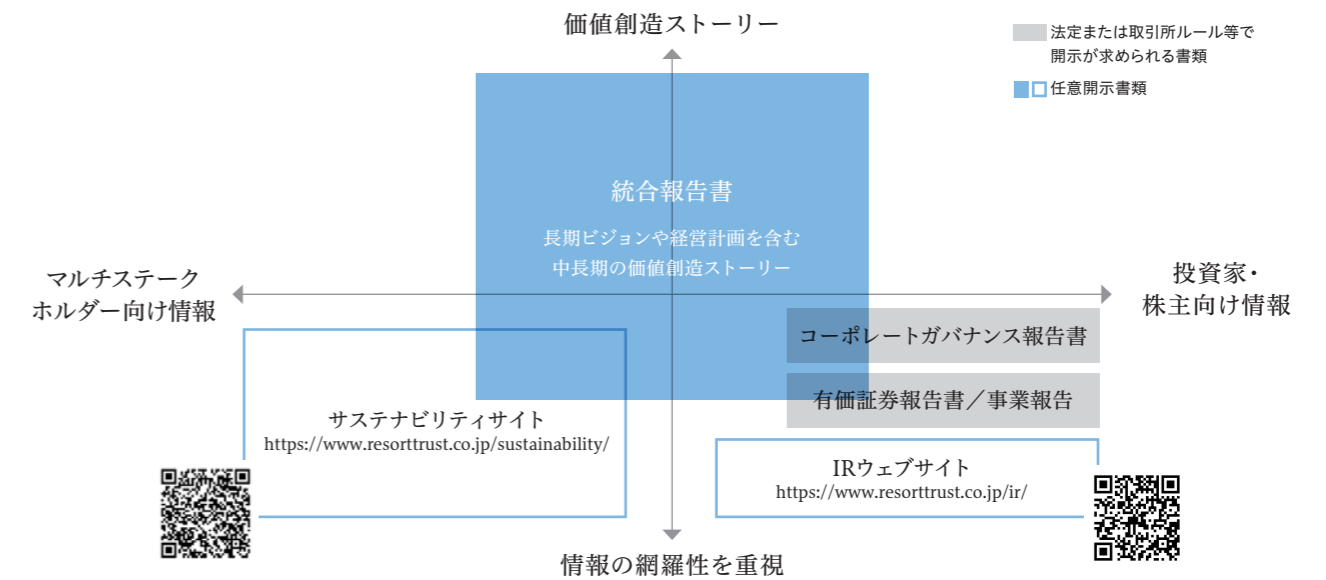 価値創造ストーリー
法定または取引所ルール等で
開示が求められる書類
任意開示書類
統合報告書
長期ビジョンや経営計画を含む
中長期の価値創造ストーリー
マルチステーク
ホルダー向け情報
投資家・
株主向け情報
コーポレートガバナンス報告書
有価証券報告書／事業報告
サステナビリティサイト
https://www.resorttrust.co.jp/sustainability/
IRウェブサイト
https://www.resorttrust.co.jp/ir/
情報の網羅性を重視